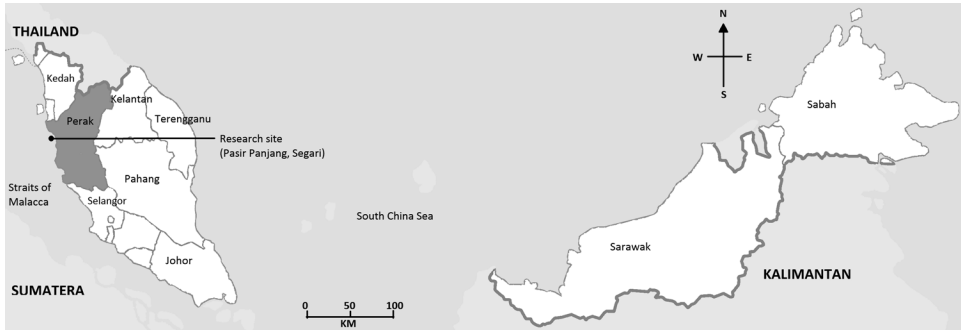 THAILAND
Kedah
Perak
Kelantan
Terengganu
Research site
(Pasir Panjang, Segari)
Pahang
Straits of
Malacca
Selangor
Johor
SUMATERA
South China Sea
0 50 100
KM
N
W E
S
Sabah
Sarawak
KALIMANTAN